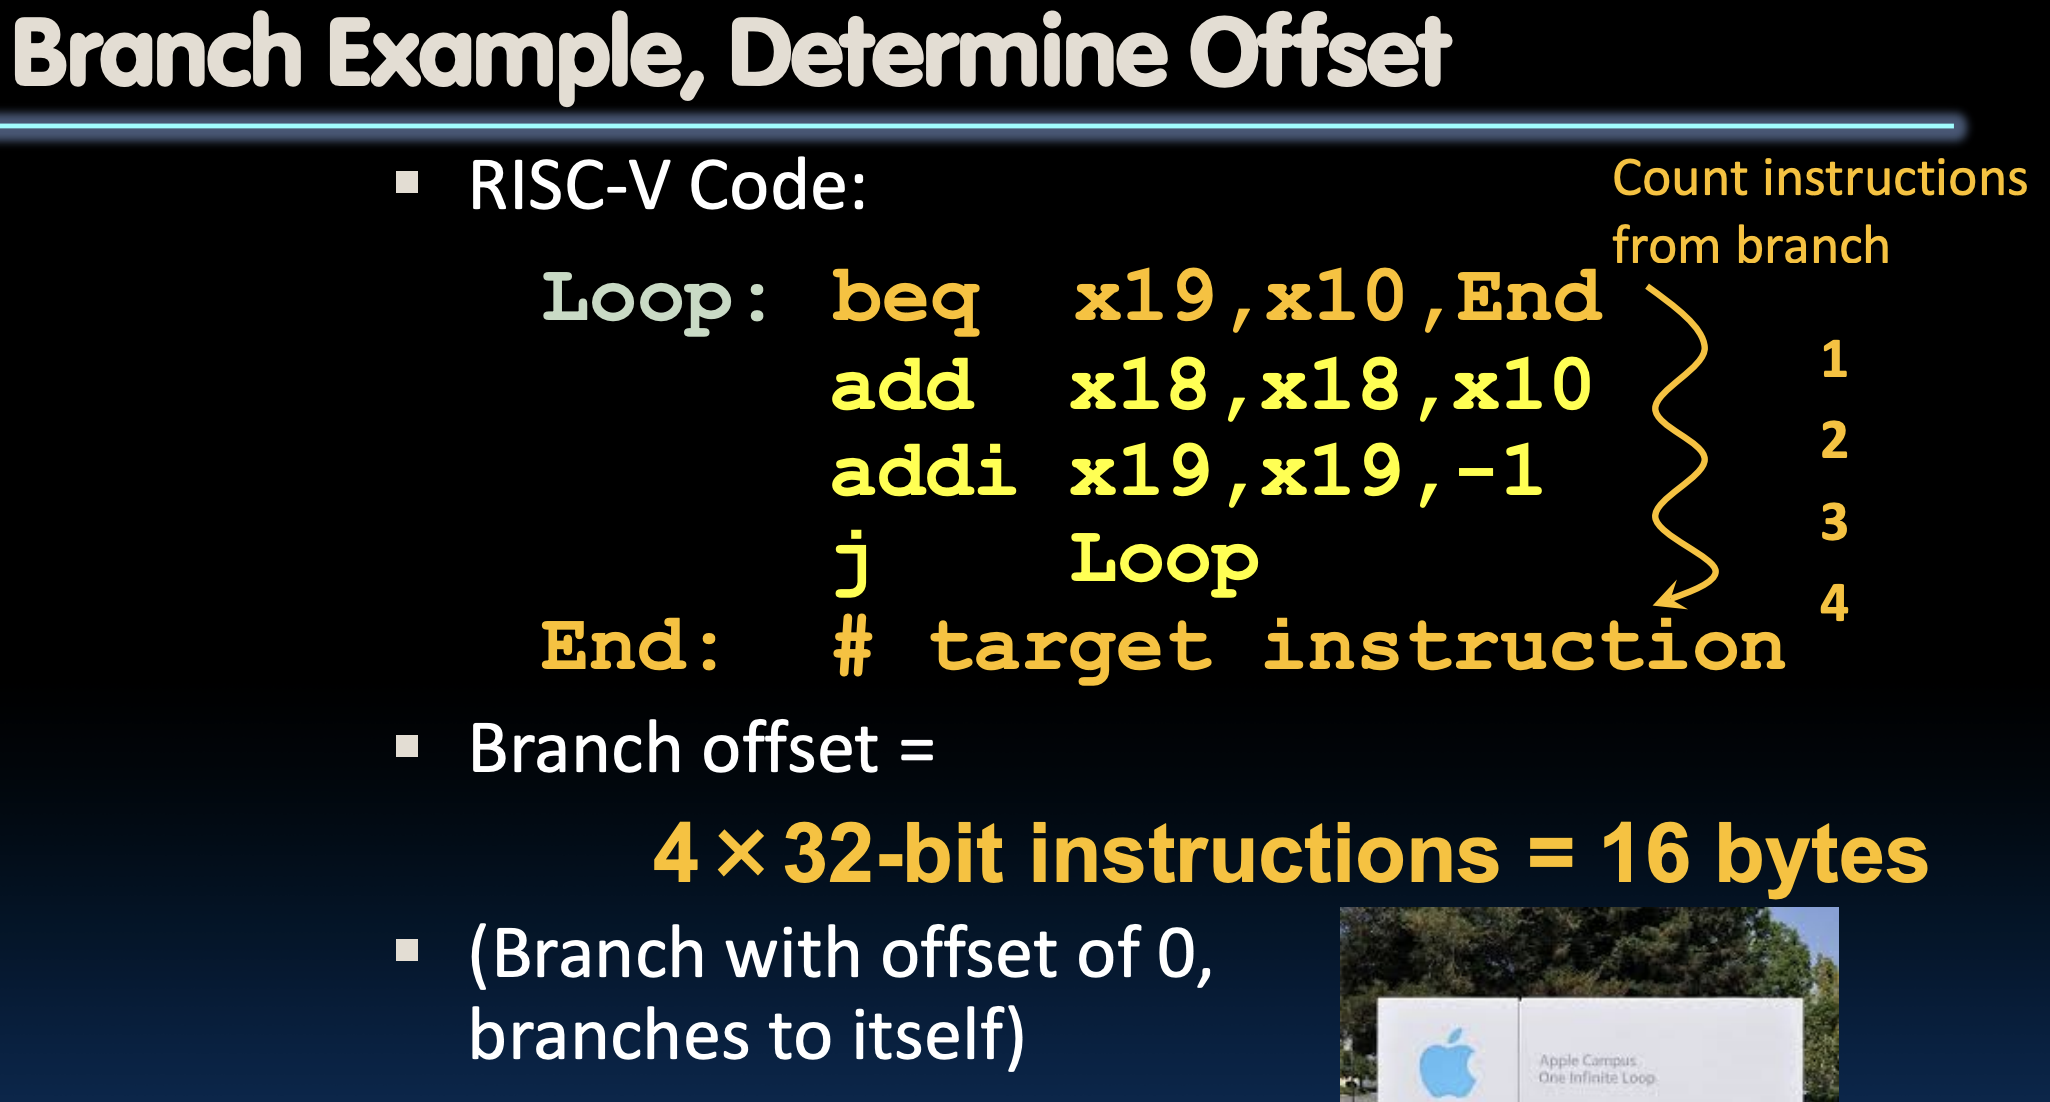 Branch Example, Determine Offset
▪ RISC-V Code:
Count instructions
from branch
Loop: beq x19,x10,End
add x18,x18,x10
addi x19,x19,-1
j Loop
End: # target instruction
1
2
3
4
▪ Branch offset =
4 × 32-bit instructions = 16 bytes
▪ (Branch with offset of 0,
branches to itself)
Apple Campus
One Infinite Loop